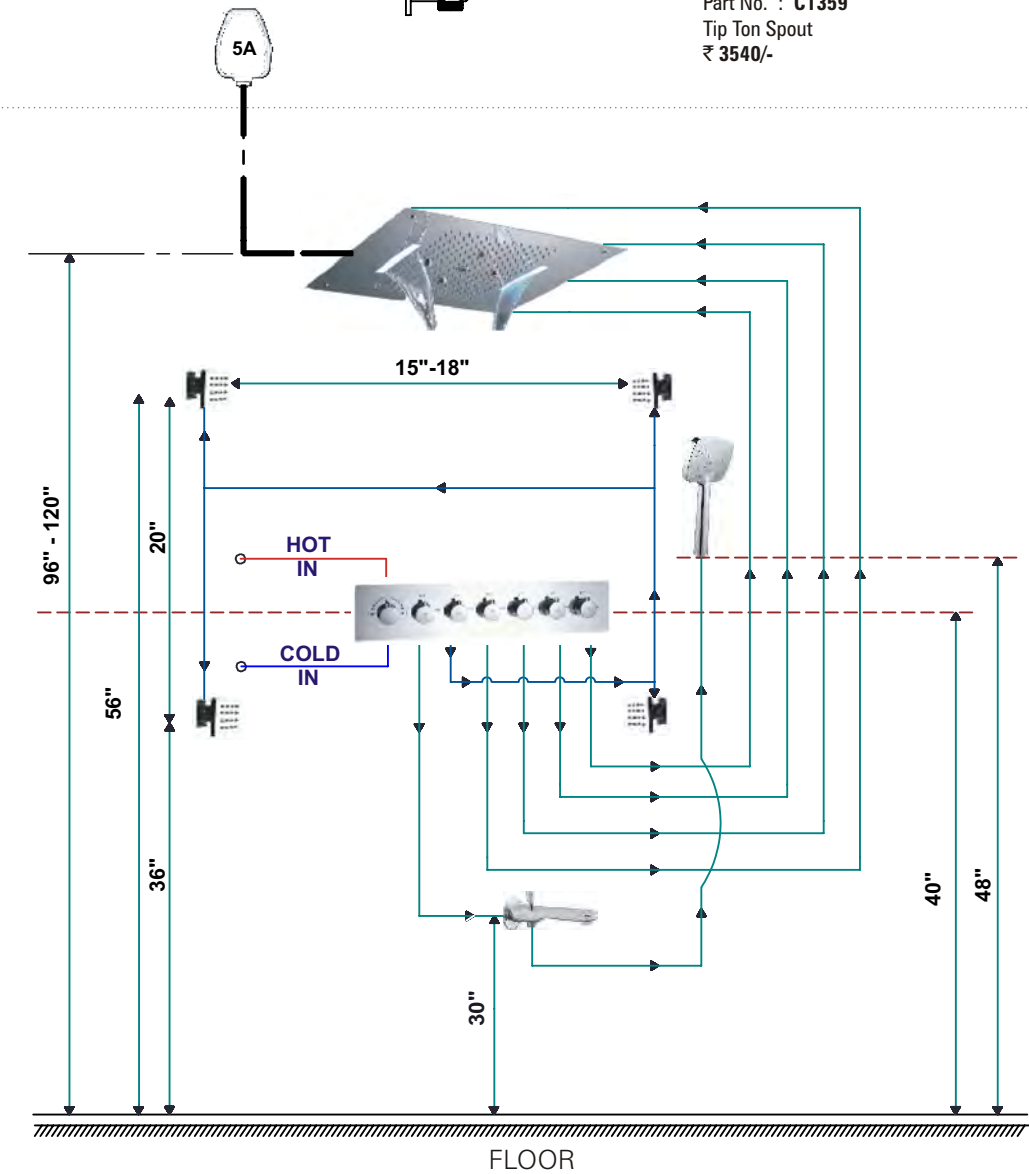 Part No. : CT359
Tip Ton Spout
₹ 3540/-
5A
15"-18"
96" - 120"
20"
HOT
IN
COLD
IN
56"
36"
40"
48"
30"
FLOOR